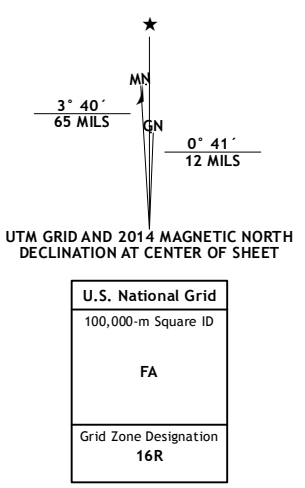 ★
MN
GN
3° 40´
65 MILS
0° 41´
12 MILS
UTM GRID AND 2014 MAGNETIC NORTH
DECLINATION AT CENTER OF SHEET
U.S. National Grid
100,000-m Square ID
FA
Grid Zone Designation
16R